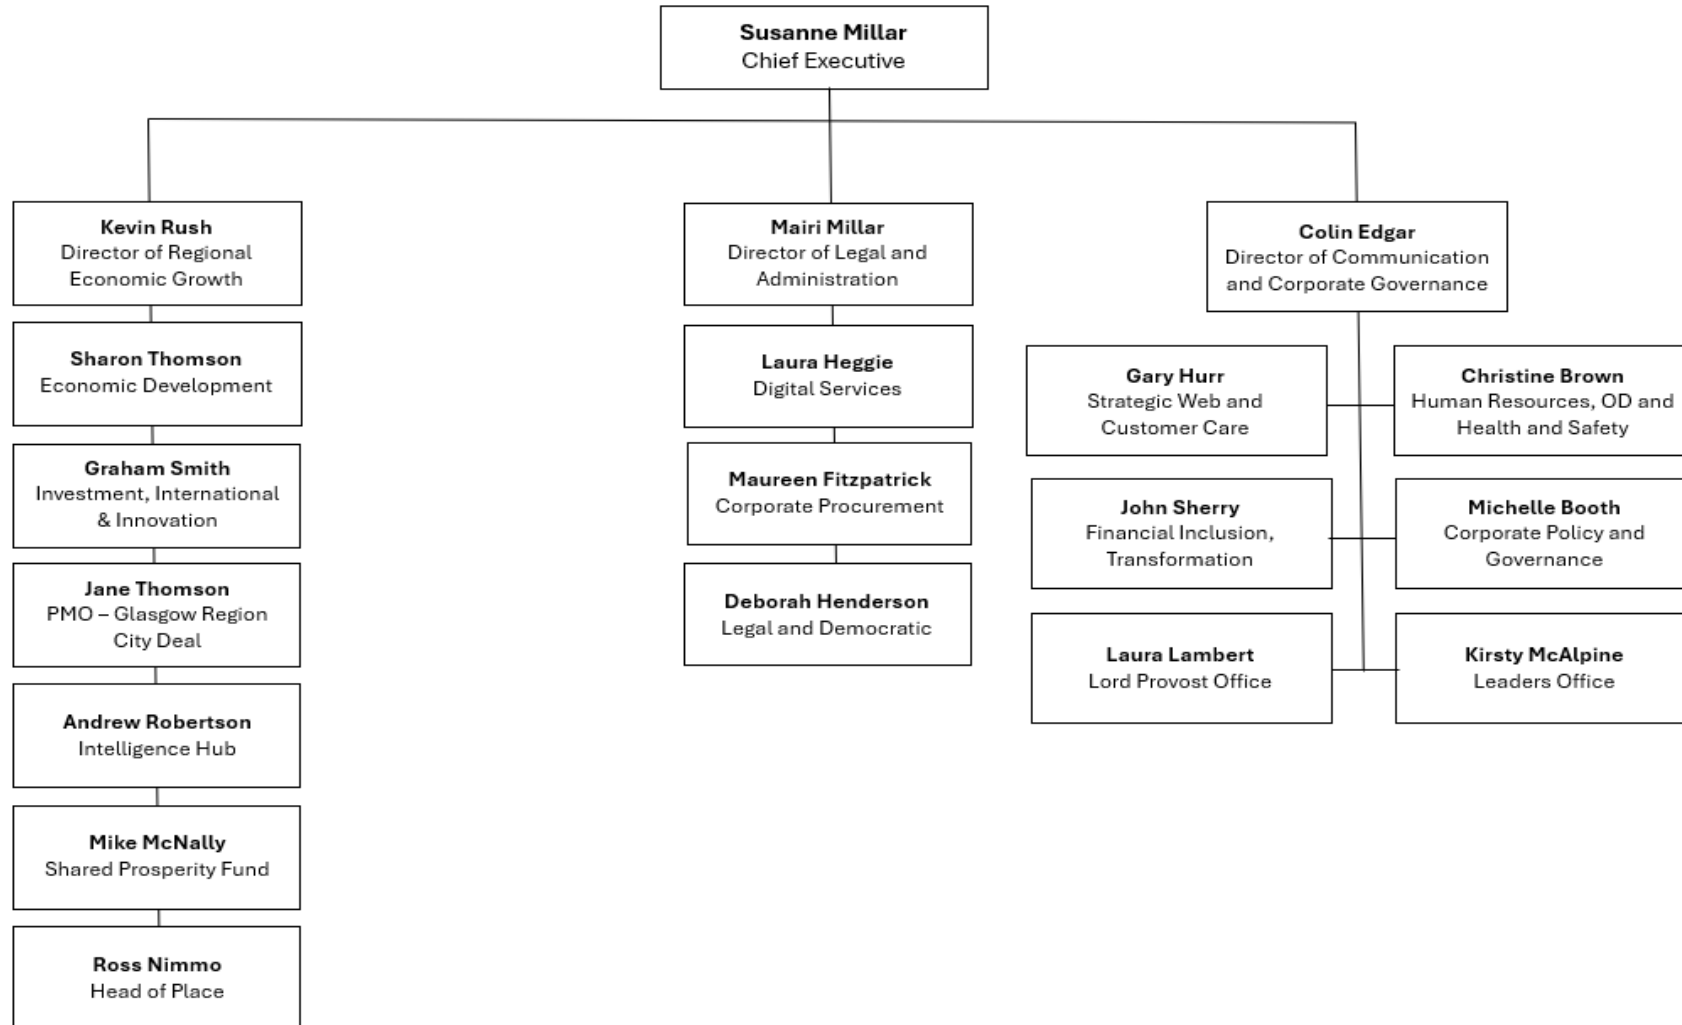 Susanne Millar
Chief Executive
Kevin Rush
Director of Regional
Economic Growth
Sharon Thomson
Economic Development
Graham Smith
Investment, International
& Innovation
Jane Thomson
PMO – Glasgow Region
City Deal
Andrew Robertson
Intelligence Hub
Mike McNally
Shared Prosperity Fund
Ross Nimmo
Head of Place
Mairi Millar
Director of Legal and
Administration
Laura Heggie
Digital Services
Maureen Fitzpatrick
Corporate Procurement
Deborah Henderson
Legal and Democratic
Colin Edgar
Director of Communication
and Corporate Governance
Gary Hurr
Strategic Web and
Customer Care
Christine Brown
Human Resources, OD and
Health and Safety
John Sherry
Financial Inclusion,
Transformation
Michelle Booth
Corporate Policy and
Governance
Laura Lambert
Lord Provost Office
Kirsty McAlpine
Leaders Office